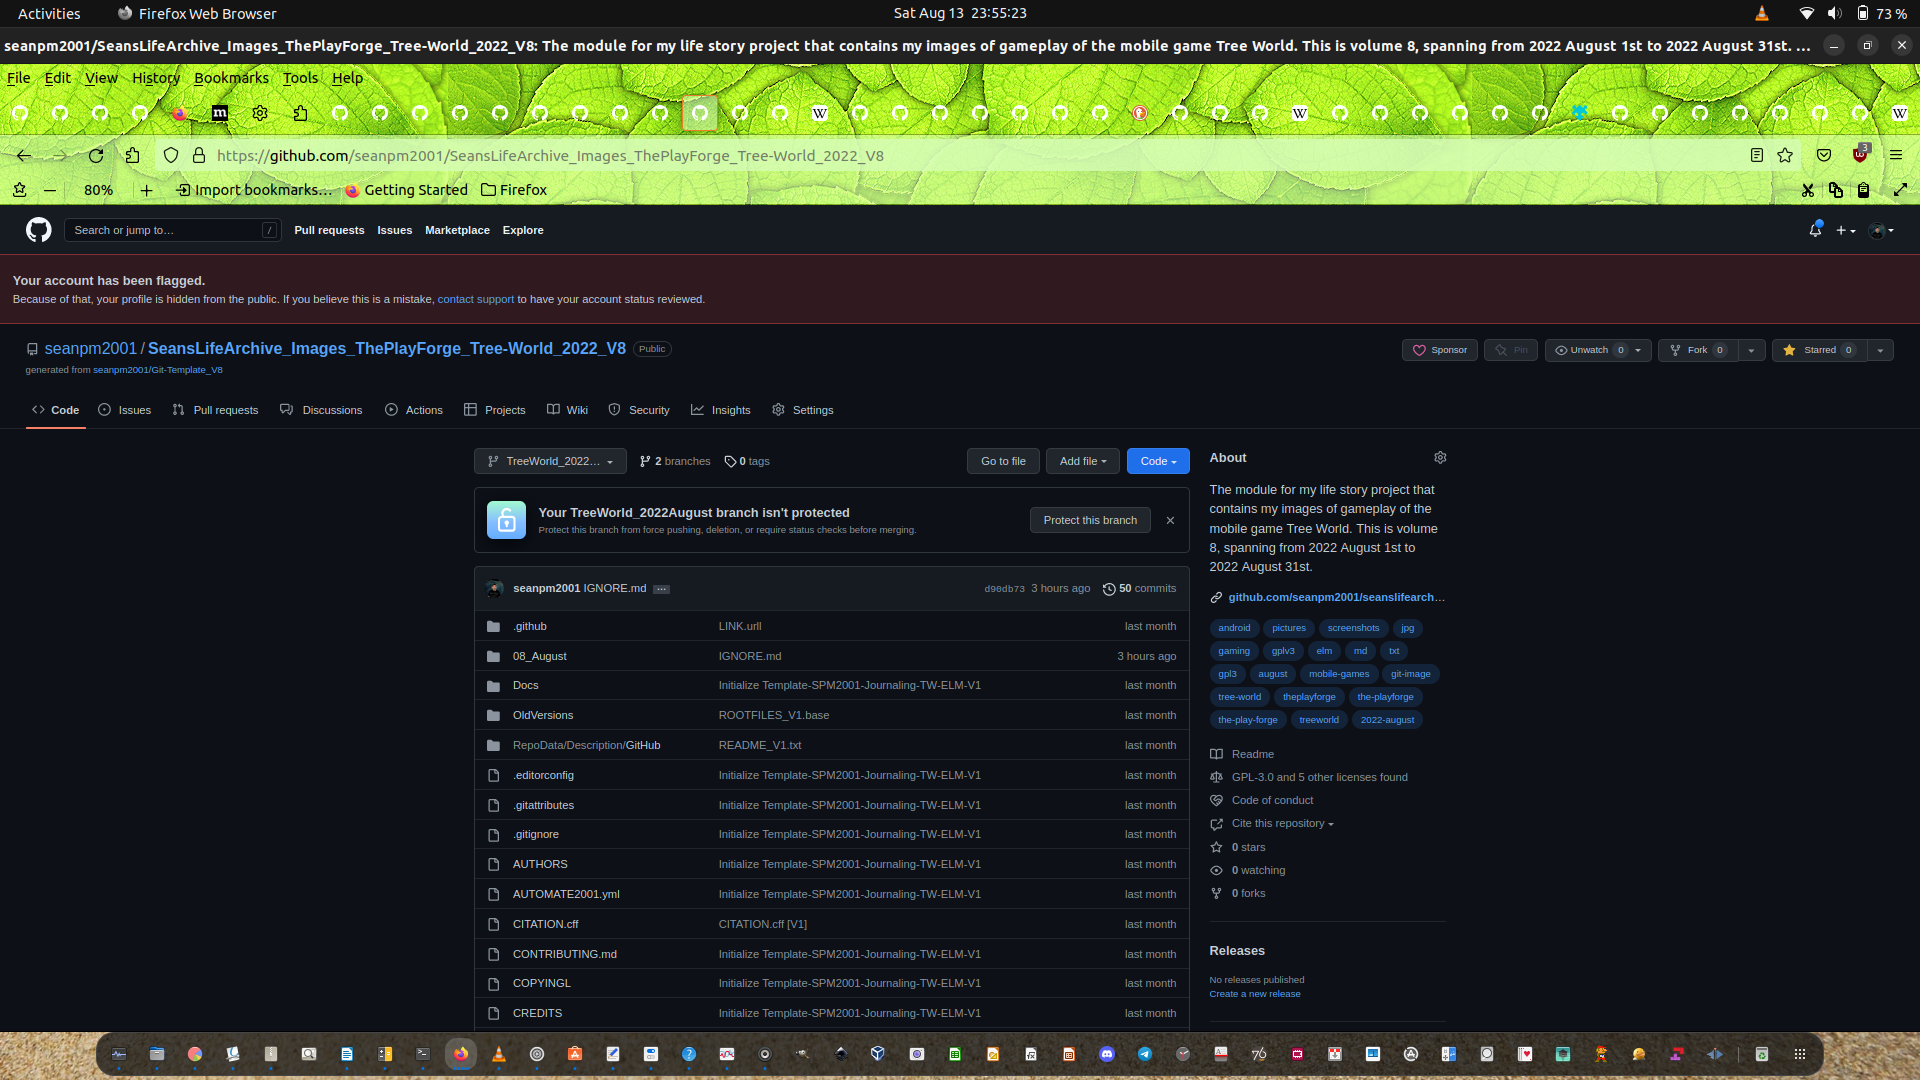 Activities Firefox Web Browser Sat Aug 13 23:55:23 73 %
seanpm2001/SeansLifeArchive_Images_ThePlayForge_Tree-World_2022_V8: The module for my life story project that contains my images of gameplay of the mobile game Tree World. This is volume 8, spanning from 2022 August 1st to 2022 August 31st. ...
File Edit View History Bookmarks Tools Help
https://github.com/seanpm2001/SeansLifeArchive_Images_ThePlayForge_Tree-World_2022_V8 3
80% Import bookmarks... Getting Started Firefox
Search or jump to... / Pull requests Issues Marketplace Explore
Your account has been flagged.
Because of that, your profile is hidden from the public. If you believe this is a mistake, contact support to have your account status reviewed.
seanpm2001 / SeansLifeArchive_Images_ThePlayForge_Tree-World_2022_V8 Public Sponsor Pin Unwatch 0 Fork 0 Starred 0
generated from seanpm2001/Git-Template_V8
Code Issues Pull requests Discussions Actions Projects Wiki Security Insights Settings
TreeWorld_2022... 2 branches 0 tags Go to file Add file Code
Your TreeWorld_2022August branch isn't protected
Protect this branch from force pushing, deletion, or require status checks before merging.
Protect this branch
seanpm2001 IGNORE.md ... d90db73 3 hours ago 50 commits
.github LINK.urll last month
08_August IGNORE.md 3 hours ago
Docs Initialize Template-SPM2001-Journaling-TW-ELM-V1 last month
OldVersions ROOTFILES_V1.base last month
RepoData/Description/GitHub README_V1.txt last month
.editorconfig Initialize Template-SPM2001-Journaling-TW-ELM-V1 last month
.gitattributes Initialize Template-SPM2001-Journaling-TW-ELM-V1 last month
.gitignore Initialize Template-SPM2001-Journaling-TW-ELM-V1 last month
AUTHORS Initialize Template-SPM2001-Journaling-TW-ELM-V1 last month
AUTOMATE2001.yml Initialize Template-SPM2001-Journaling-TW-ELM-V1 last month
CITATION.cff CITATION.cff [V1] last month
CONTRIBUTING.md Initialize Template-SPM2001-Journaling-TW-ELM-V1 last month
COPYINGL Initialize Template-SPM2001-Journaling-TW-ELM-V1 last month
CREDITS Initialize Template-SPM2001-Journaling-TW-ELM-V1 last month
About
The module for my life story project that
contains my images of gameplay of the
mobile game Tree World. This is volume
8, spanning from 2022 August 1st to
2022 August 31st.
github.com/seanpm2001/seanslifearch...
android pictures screenshots jpg
gaming gplv3 elm md txt
gpl3 august mobile-games git-image
tree-world theplayforge the-playforge
the-play-forge treeworld 2022-august
Readme
GPL-3.0 and 5 other licenses found
Code of conduct
Cite this repository
0 stars
0 watching
0 forks
Releases
No releases published
Create a new release